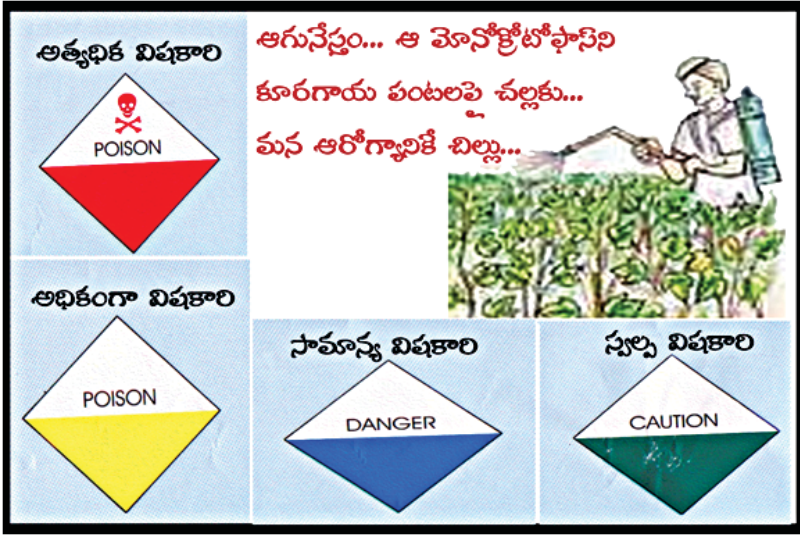 అత్యధిక విషకారి
POISON
ఆగునేస్తం... ఆ మోనోక్రోటోఫాస్‌ని
కూరగాయ పంటలపై చల్లకు...
మన ఆరోగ్యానికే చిల్లు...
అధికంగా విషకారి
POISON
సామాన్య విషకారి
DANGER
స్వల్ప విషకారి
CAUTION